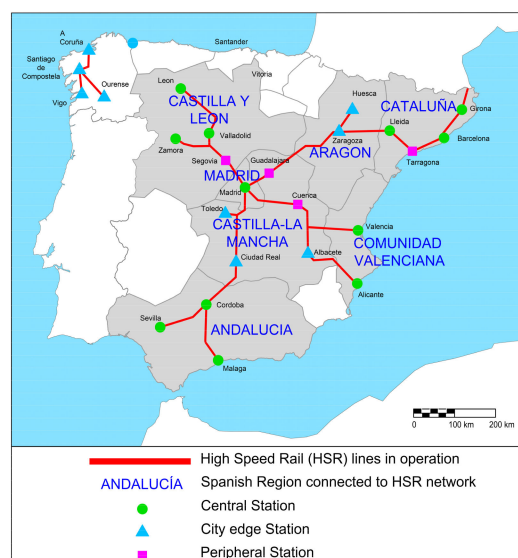 A
Coruña
Santander
Santiago
de
Compostela
Vitoria
Leon
Ourense
Vigo
CASTILLA Y
LEON
Huesca
CATALUÑA
Girona
Valladolid
Lleida
Zamora
Zaragoza
Barcelona
ARAGON
Segovia
Guadalajara
Tarragona
MADRID
Madrid
Cuenca
Toledo
CASTILLA-LA
MANCHA
Valencia
COMUNIDAD
VALENCIANA
Albacete
Ciudad Real
Alicante
Cordoba
Sevilla
ANDALUCIA
Malaga
0 100 200
km km
High Speed Rail (HSR) lines in operation
ANDALUCÍA Spanish Region connected to HSR network
Central Station
City edge Station
Peripheral Station